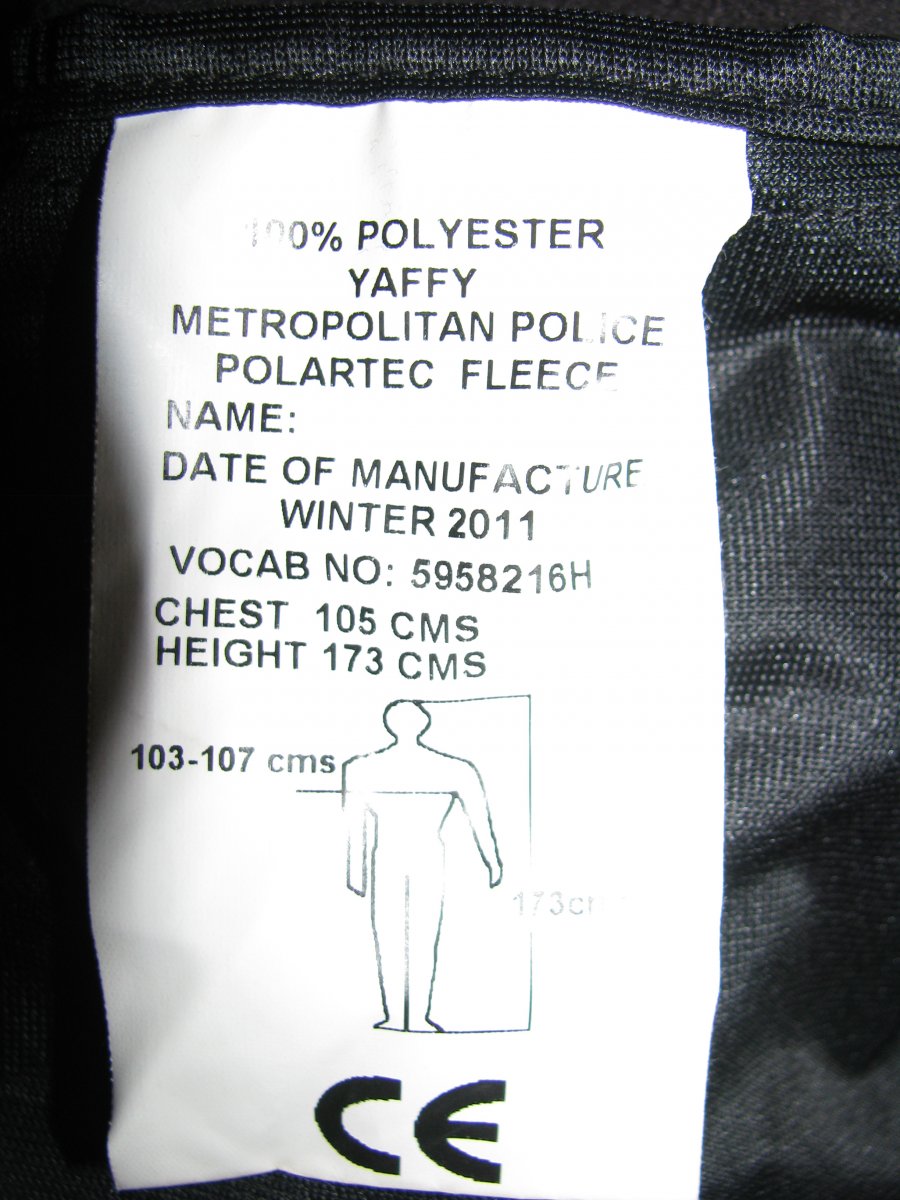 100% POLYESTER
YAFFY
METROPOLITAN POLICE
POLARTEC FLEECE
NAME:
DATE OF MANUFACTURE
WINTER 2011
VOCAB NO: 5958216H
CHEST 105 CMS
HEIGHT 173 CMS
103-107 cms
173cm
CE